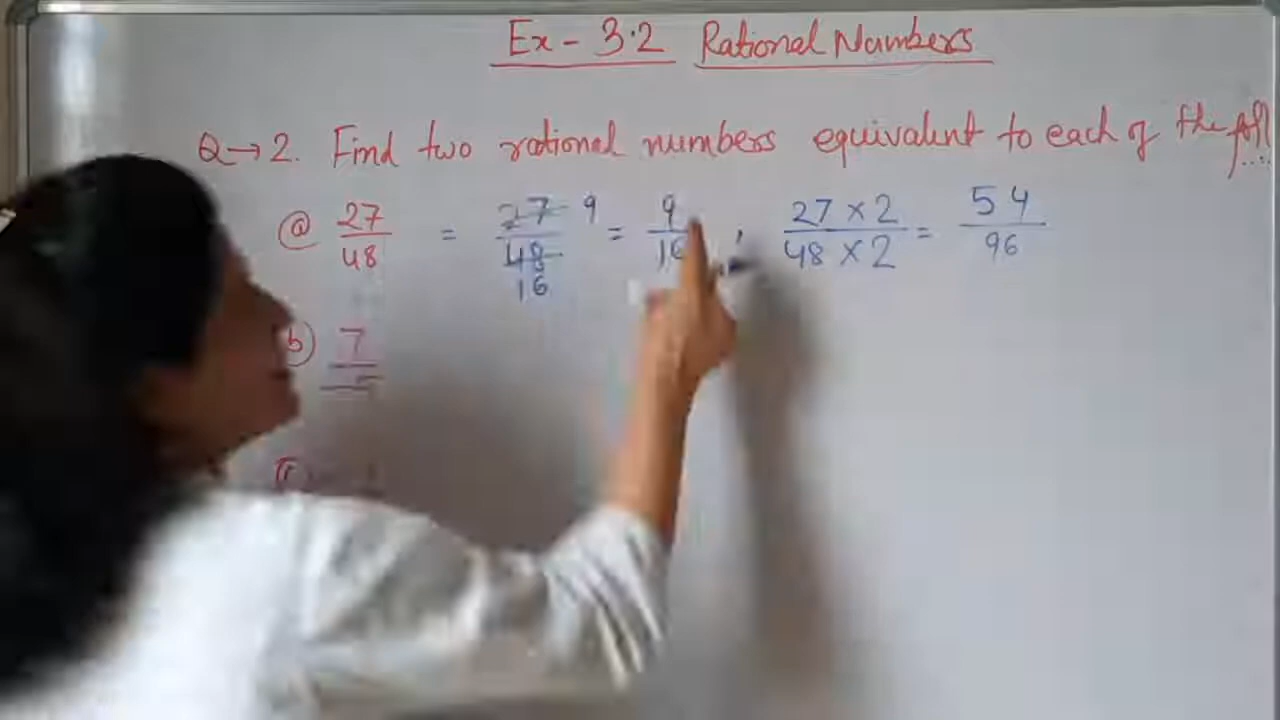 Ex - 3.2 Rational Numbers
Q→2. Find two rational numbers equivalent to each of the foll....
(a) 27/48 = 27/48 9/16 = 9/16 , 27×2/48×2 = 54/96
(b) 7